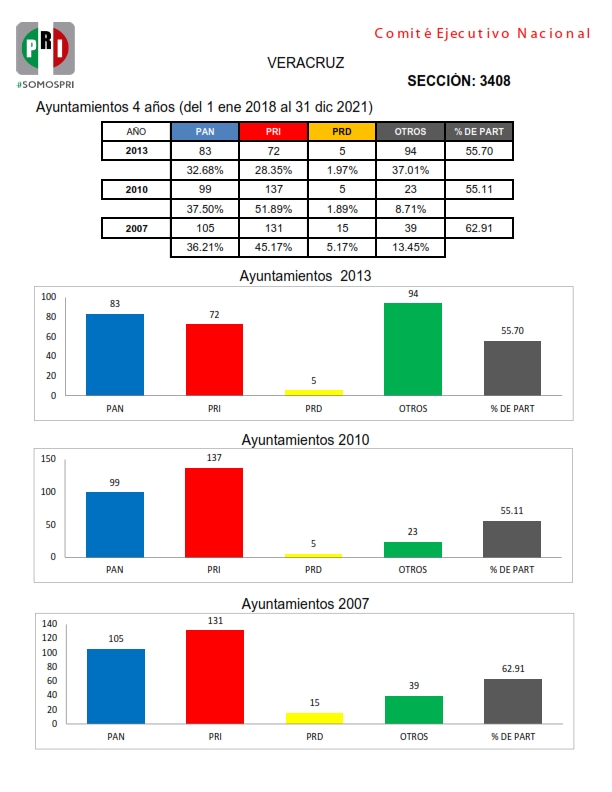 Comité Ejecutivo Nacional
PRI
#SOMOSPRI
VERACRUZ
SECCIÓN: 3408
Ayuntamientos 4 años (del 1 ene 2018 al 31 dic 2021)
AÑO PAN PRI PRD OTROS % DE PART
2013 83 72 5 94 55.70
32.68% 28.35% 1.97% 37.01%
2010 99 137 5 23 55.11
37.50% 51.89% 1.89% 8.71%
2007 105 131 15 39 62.91
36.21% 45.17% 5.17% 13.45%
Ayuntamientos 2013
100
80
60
40
20
0
83 72 5 94 55.70
PAN PRI PRD OTROS % DE PART
Ayuntamientos 2010
150
100
50
0
99 137 5 23 55.11
PAN PRI PRD OTROS % DE PART
Ayuntamientos 2007
140
120
100
80
60
40
20
0
105 131 15 39 62.91
PAN PRI PRD OTROS % DE PART